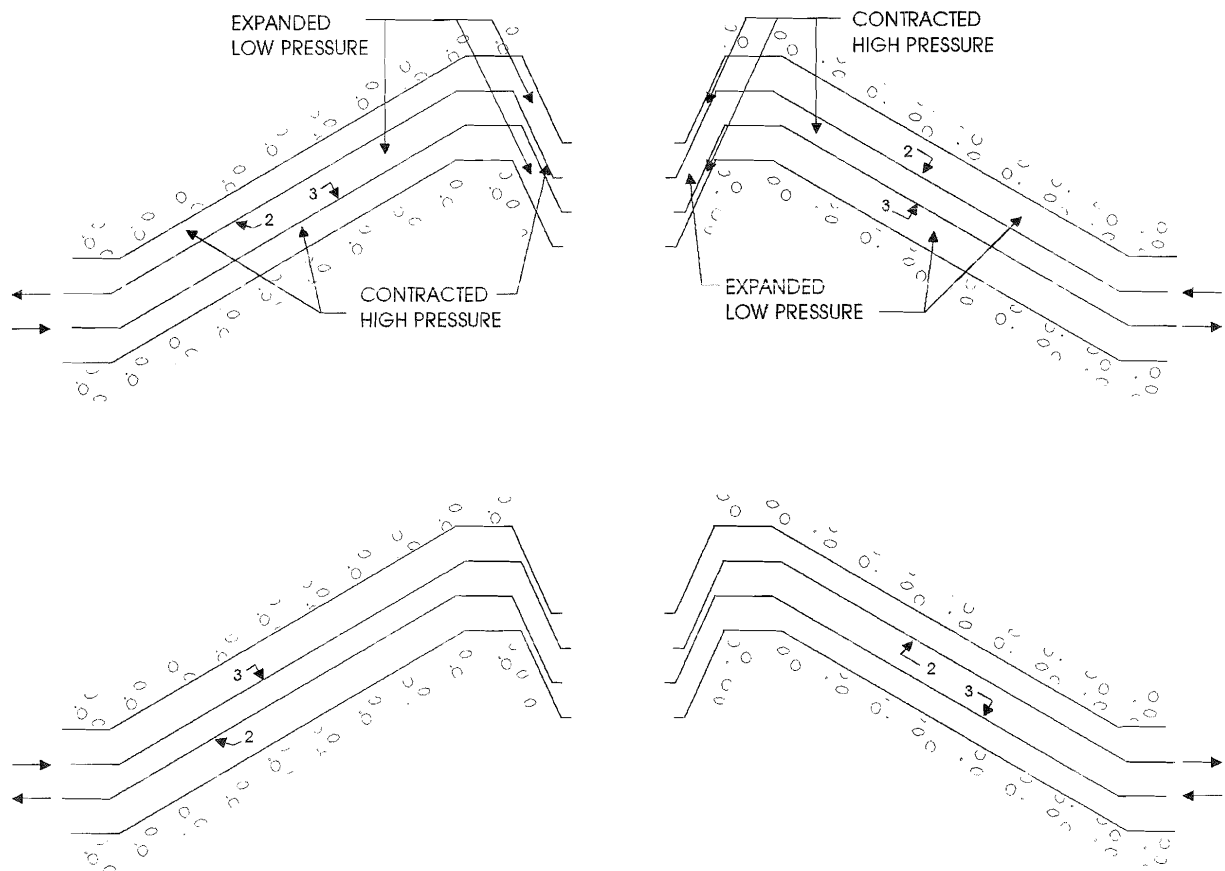 EXPANDED
LOW PRESSURE
CONTRACTED
HIGH PRESSURE
2
3
3
2
CONTRACTED
HIGH PRESSURE
EXPANDED
LOW PRESSURE
3
2
2
3